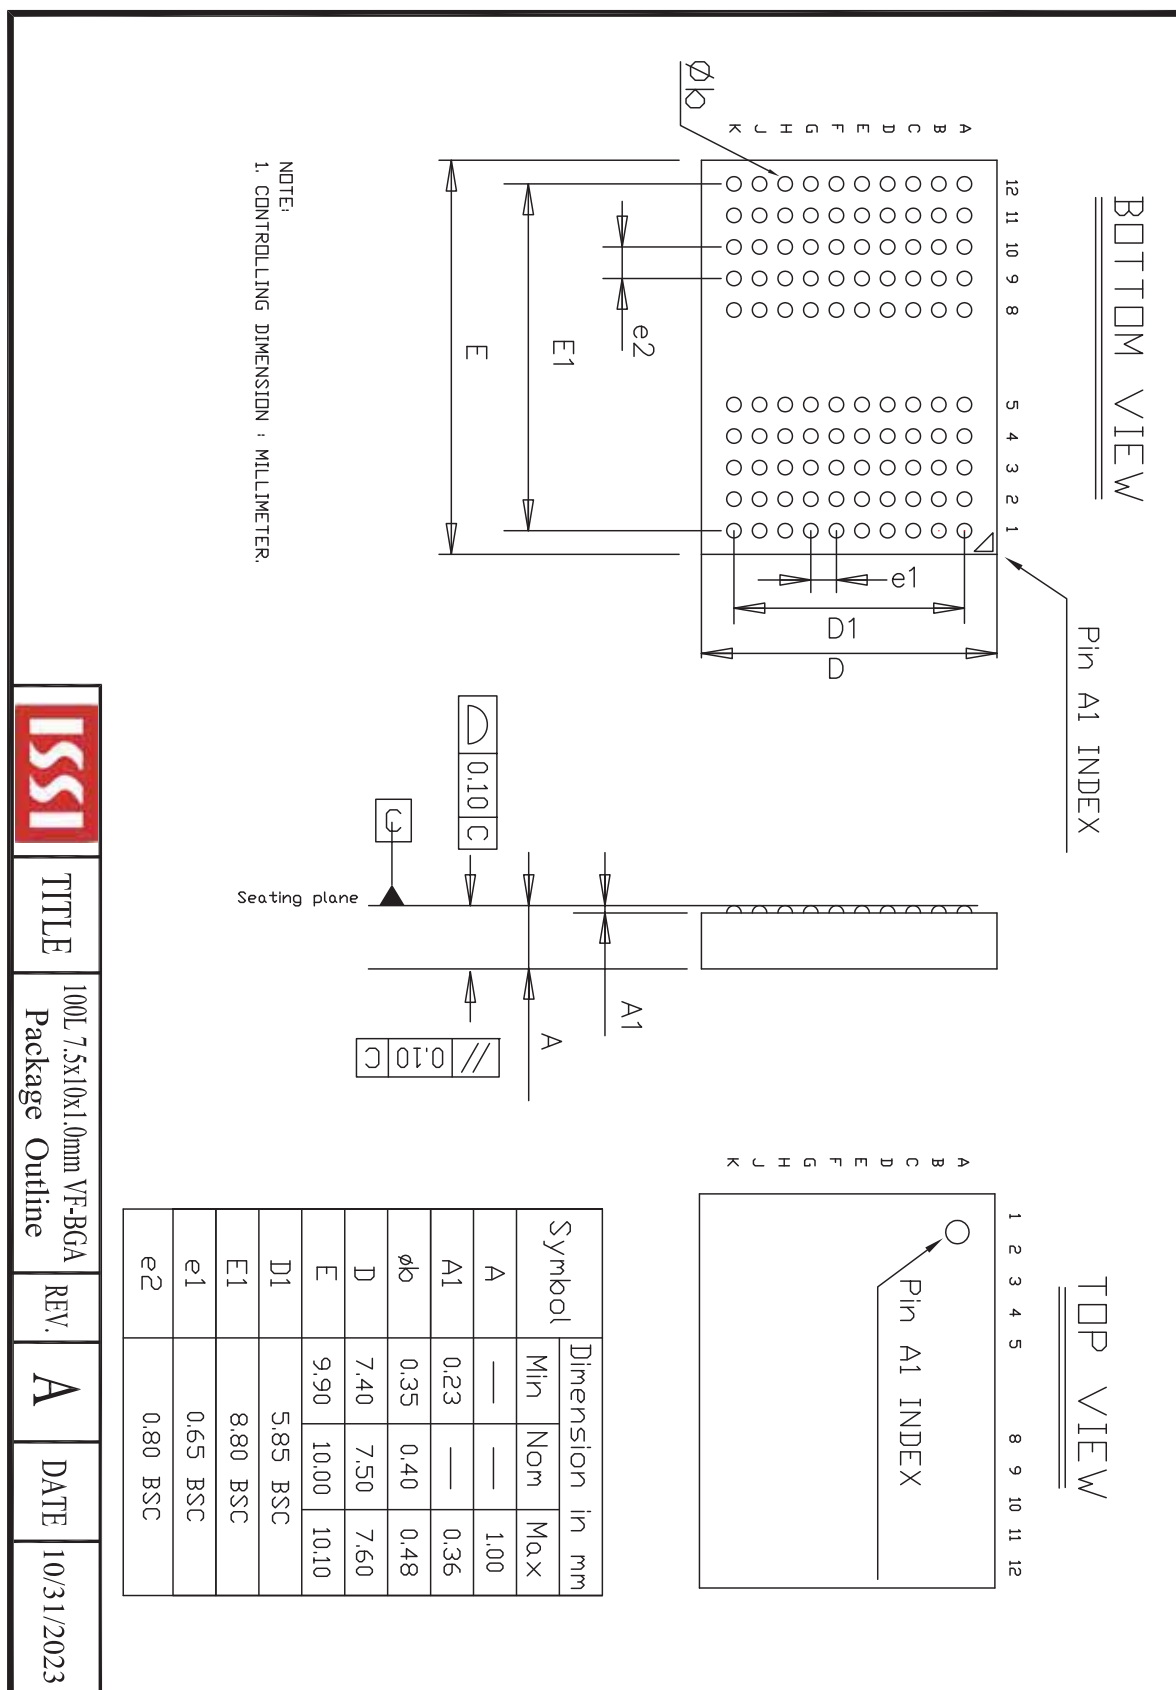 TOP VIEW
1 2 3 4 5 8 9 10 11 12
A
B
C
D
E
F
G
H
J
K
Pin A1 INDEX
BOTTOM VIEW
12 11 10 9 8 5 4 3 2 1
A
B
C
D
E
F
G
H
J
K
Øb
Pin A1 INDEX
e1
D1
D
e2
E1
E
A1
A
// 0.10 C
0.10 C
C
Seating plane
NOTE:
1. CONTROLLING DIMENSION : MILLIMETER.
Symbol Dimension in mm
Min Nom Max
A — — 1.00
A1 0.23 — 0.36
øb 0.35 0.40 0.48
D 7.40 7.50 7.60
E 9.90 10.00 10.10
D1 5.85 BSC
E1 8.80 BSC
e1 0.65 BSC
e2 0.80 BSC
ISSI
TITLE
100L 7.5x10x1.0mm VF-BGA
Package Outline
REV.
A
DATE
10/31/2023